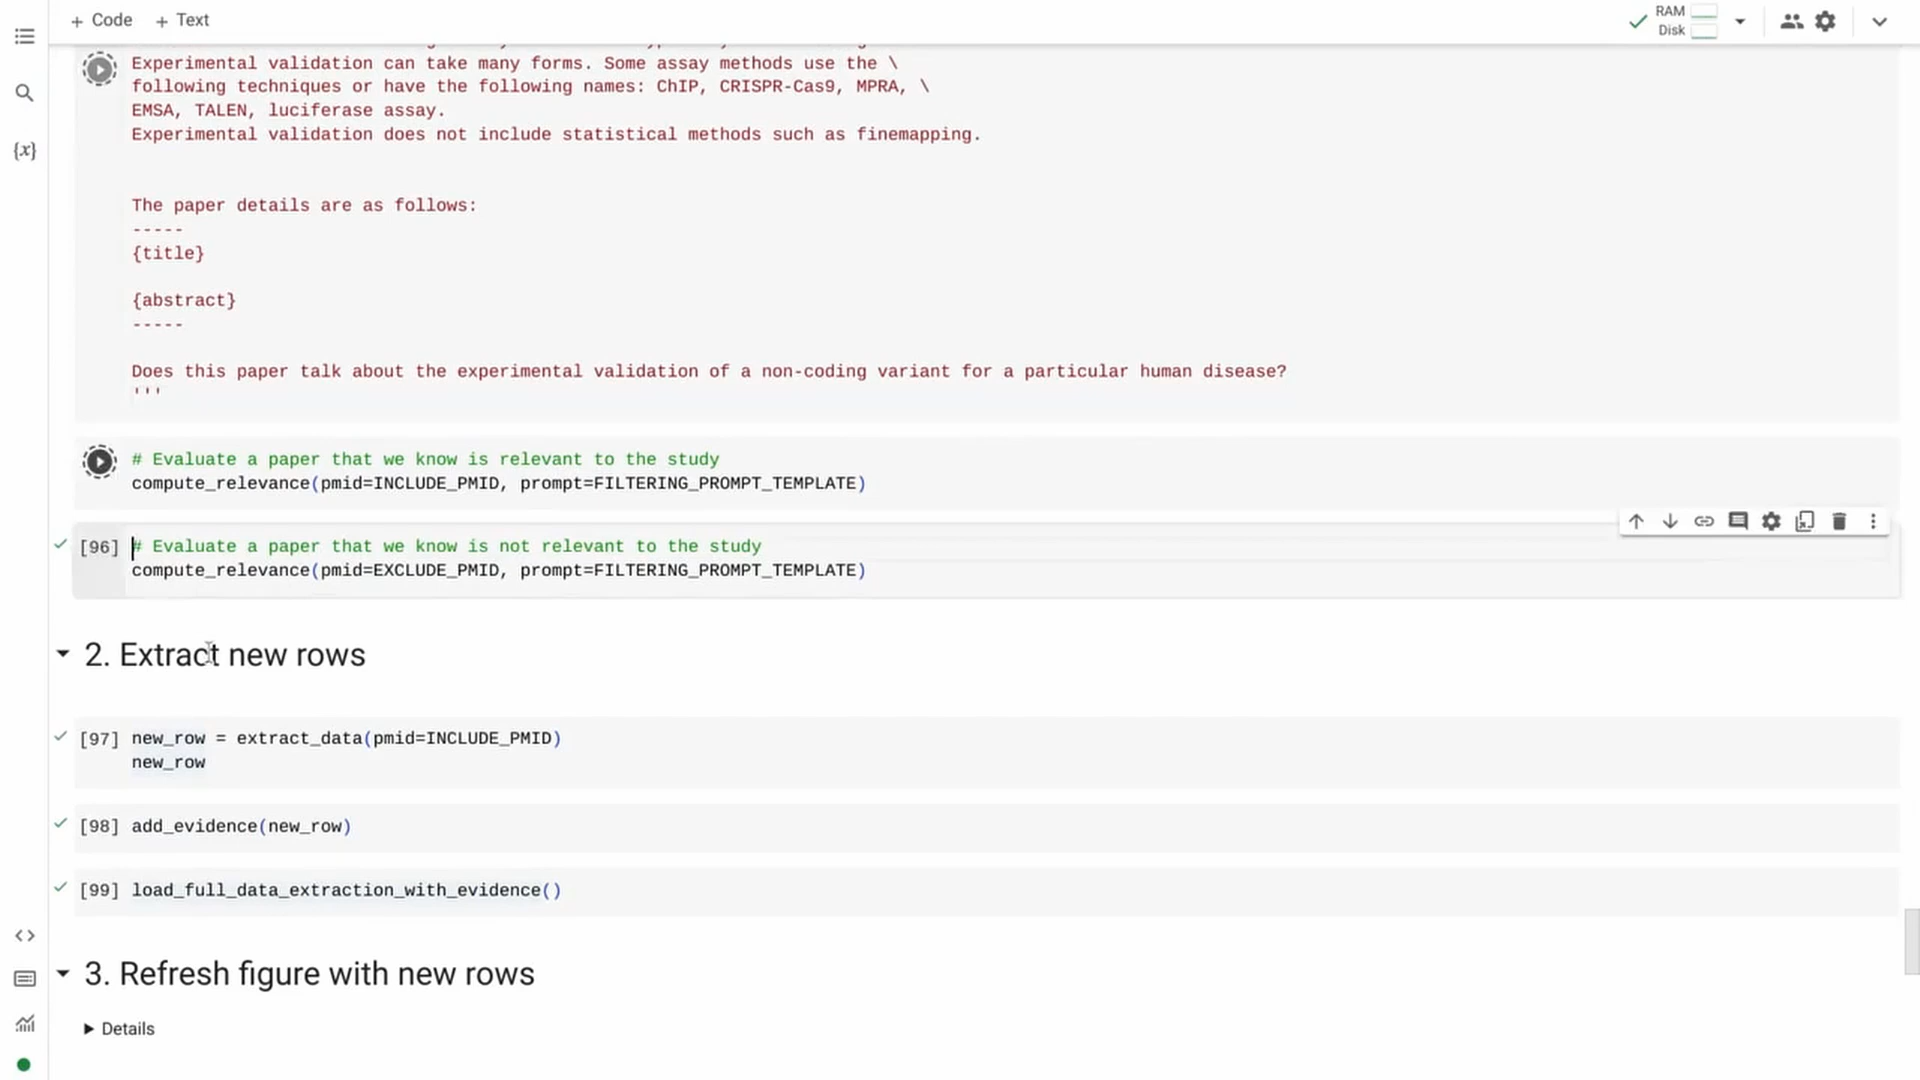 + Code + Text
RAM
Disk
Experimental validation can take many forms. Some assay methods use the \
following techniques or have the following names: ChIP, CRISPR-Cas9, MPRA, \
EMSA, TALEN, luciferase assay.
Experimental validation does not include statistical methods such as finemapping.
The paper details are as follows:
-----
{title}
{abstract}
-----
Does this paper talk about the experimental validation of a non-coding variant for a particular human disease?
'''
# Evaluate a paper that we know is relevant to the study
compute_relevance(pmid=INCLUDE_PMID, prompt=FILTERING_PROMPT_TEMPLATE)
[96] # Evaluate a paper that we know is not relevant to the study
compute_relevance(pmid=EXCLUDE_PMID, prompt=FILTERING_PROMPT_TEMPLATE)
2. Extract new rows
[97] new_row = extract_data(pmid=INCLUDE_PMID)
new_row
[98] add_evidence(new_row)
[99] load_full_data_extraction_with_evidence()
3. Refresh figure with new rows
Details